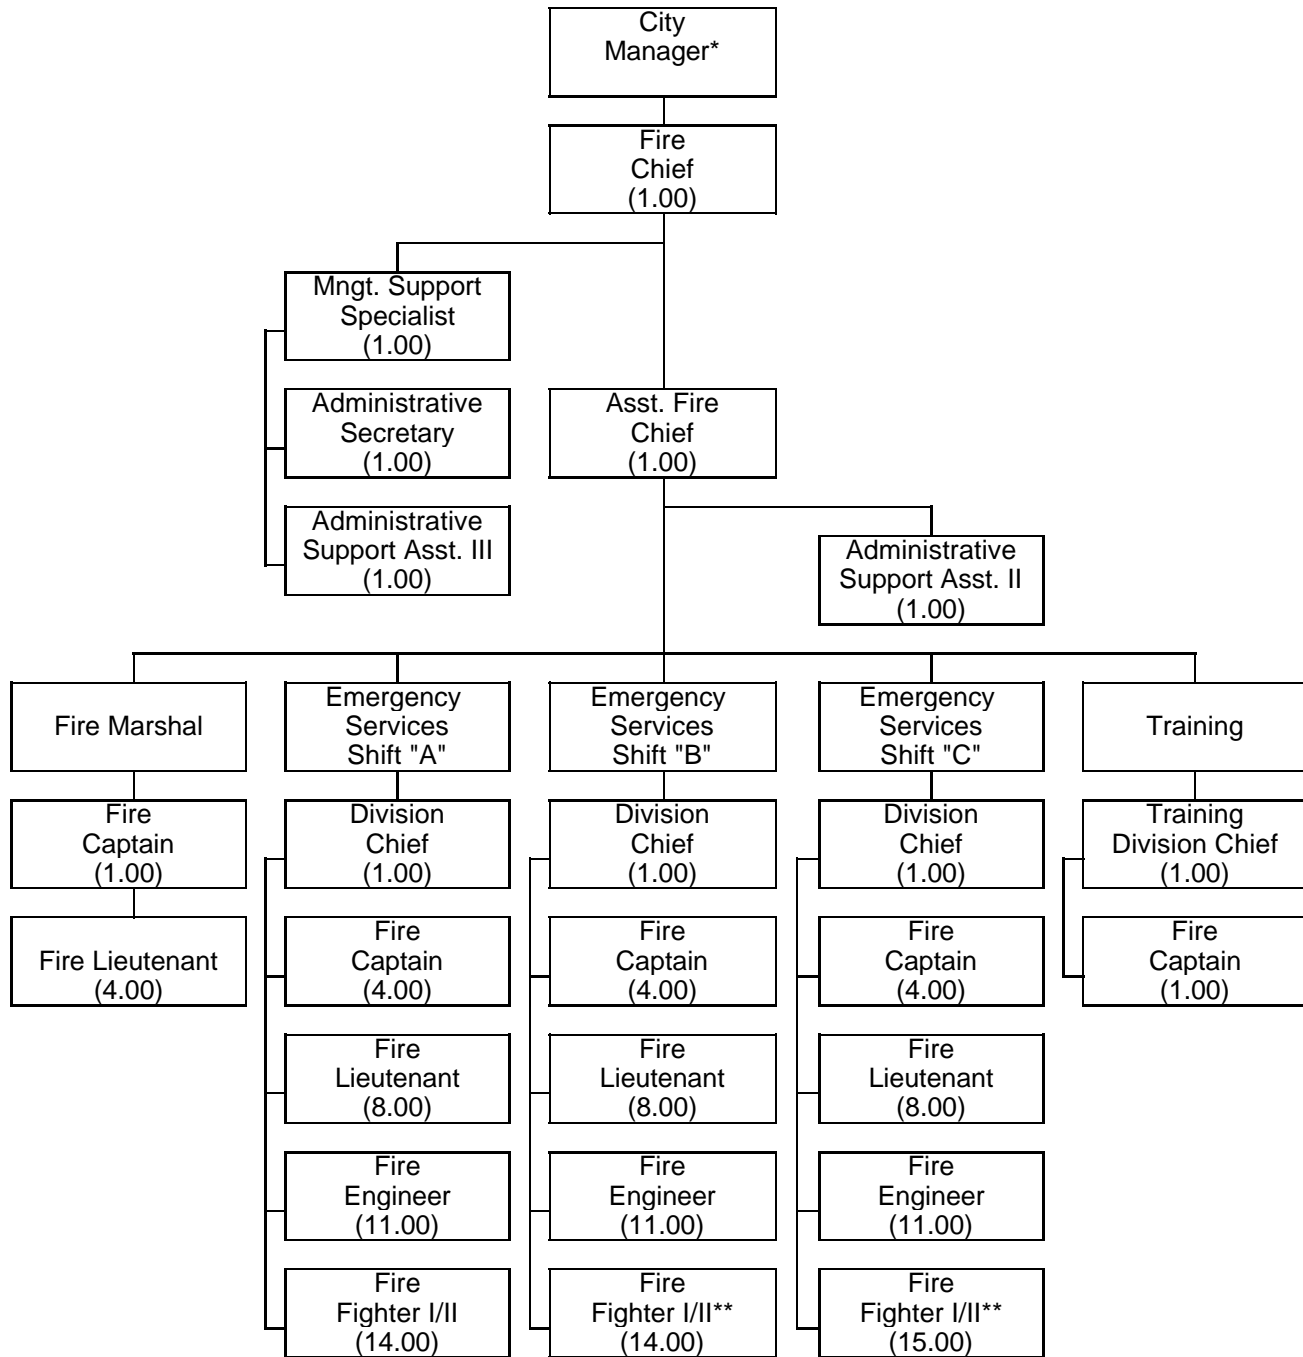 City
Manager*
Fire
Chief
(1.00)
Mngt. Support
Specialist
(1.00)
Administrative
Secretary
(1.00)
Asst. Fire
Chief
(1.00)
Administrative
Support Asst. III
(1.00)
Administrative
Support Asst. II
(1.00)
Fire Marshal
Emergency
Services
Shift "A"
Emergency
Services
Shift "B"
Emergency
Services
Shift "C"
Training
Fire
Captain
(1.00)
Division
Chief
(1.00)
Division
Chief
(1.00)
Division
Chief
(1.00)
Training
Division Chief
(1.00)
Fire Lieutenant
(4.00)
Fire
Captain
(4.00)
Fire
Captain
(4.00)
Fire
Captain
(4.00)
Fire
Captain
(1.00)
Fire
Lieutenant
(8.00)
Fire
Lieutenant
(8.00)
Fire
Lieutenant
(8.00)
Fire
Engineer
(11.00)
Fire
Engineer
(11.00)
Fire
Engineer
(11.00)
Fire
Fighter I/II
(14.00)
Fire
Fighter I/II**
(14.00)
Fire
Fighter I/II**
(15.00)